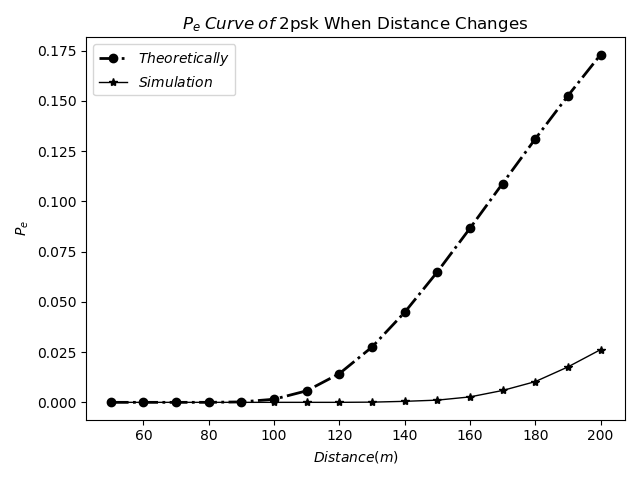 P_e Curve of 2psk When Distance Changes
Theoretically
Simulation
0.175
0.150
0.125
0.100
0.075
0.050
0.025
0.000
P_e
60 80 100 120 140 160 180 200
Distance(m)